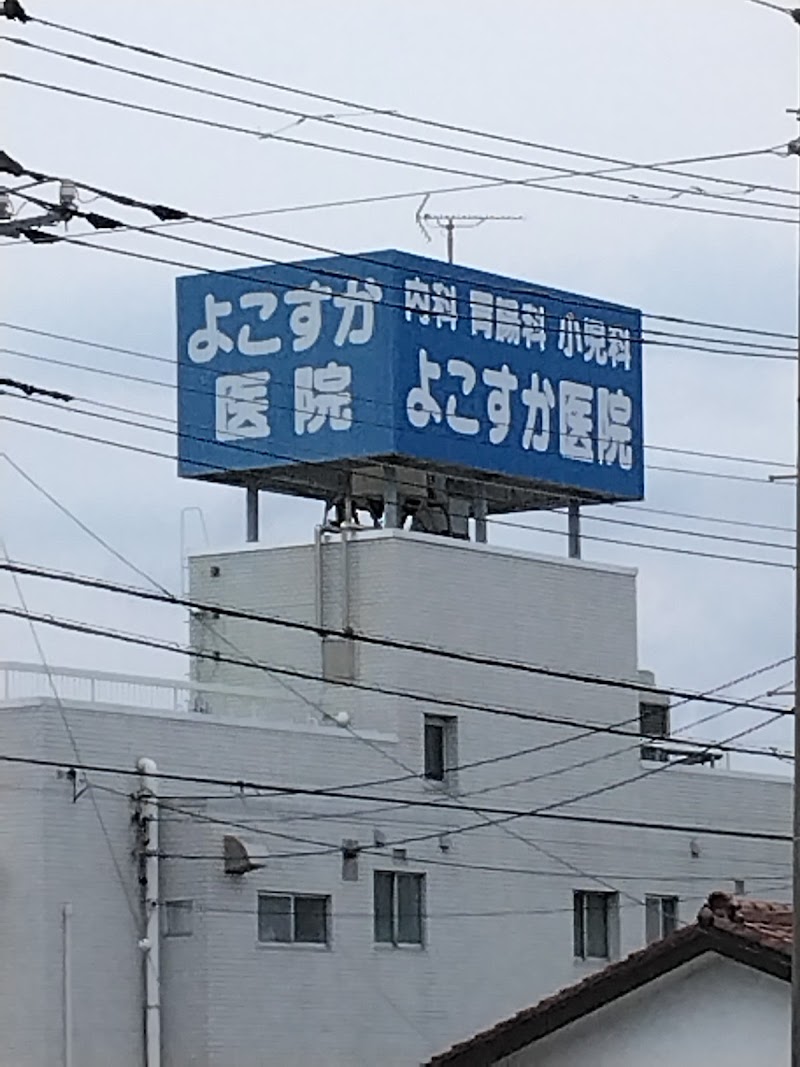 よこすか
医院
内科 胃腸科 小児科
よこすか医院